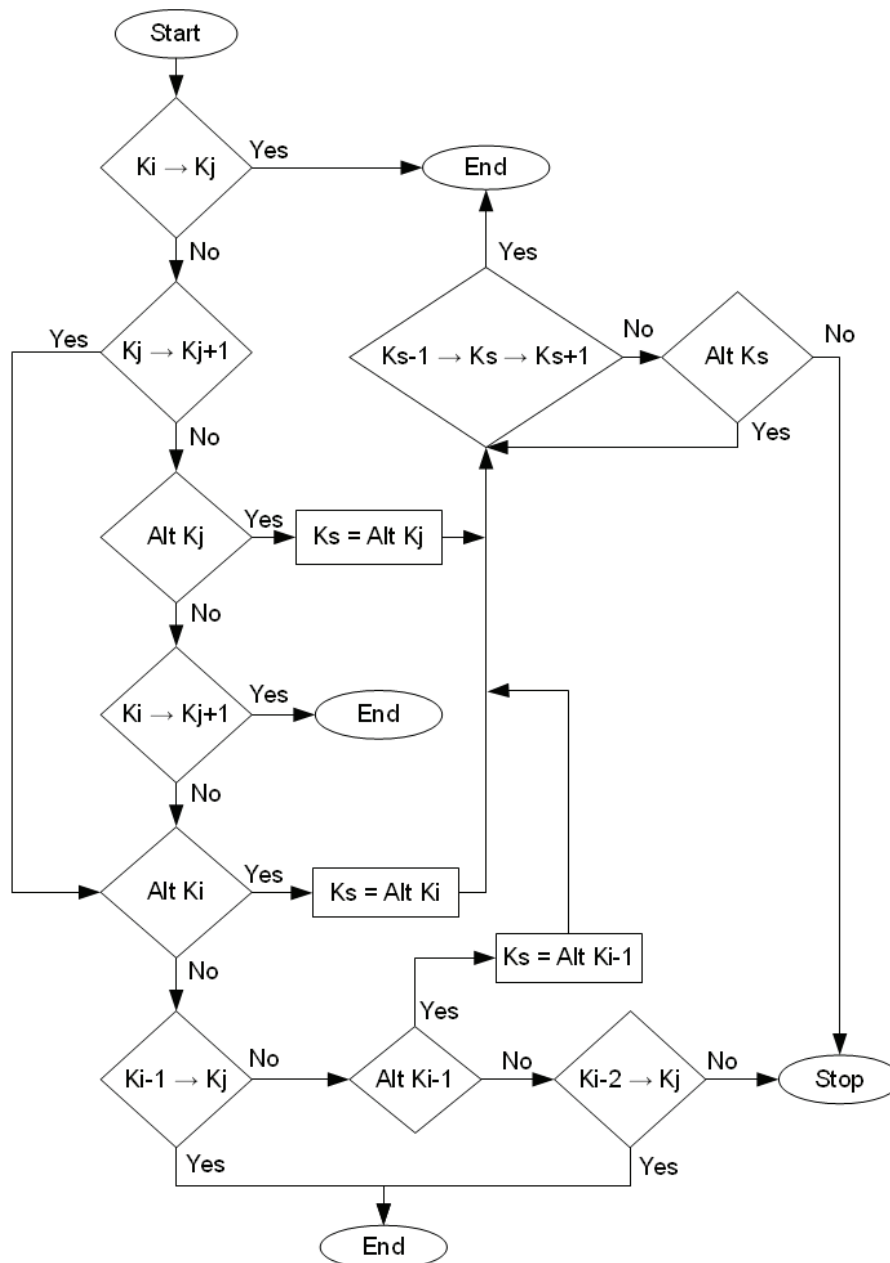 Start
Ki → Kj
Yes
End
No
Yes
Kj → Kj+1
Yes
Ks-1 → Ks → Ks+1
No
Alt Ks
No
No
Yes
Alt Kj
Yes
Ks = Alt Kj
No
Ki → Kj+1
Yes
End
No
Alt Ki
Yes
Ks = Alt Ki
Ks = Alt Ki-1
No
Yes
Ki-1 → Kj
No
Alt Ki-1
No
Ki-2 → Kj
No
Stop
Yes
Yes
End